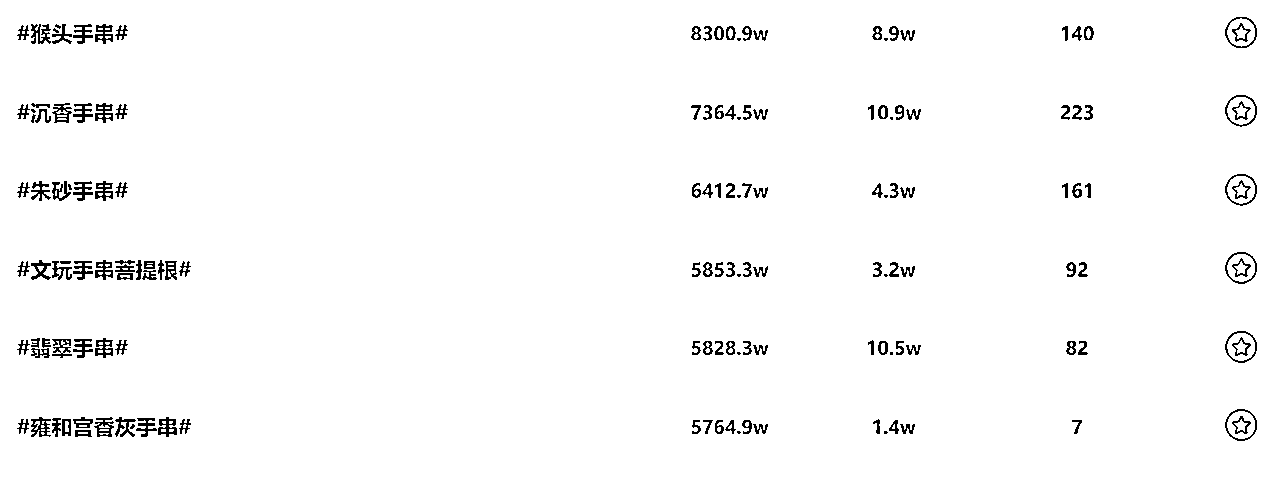 #猴头手串# 8300.9w 8.9w 140
#沉香手串# 7364.5w 10.9w 223
#朱砂手串# 6412.7w 4.3w 161
#文玩手串菩提根# 5853.3w 3.2w 92
#翡翠手串# 5828.3w 10.5w 82
#雍和宫香灰手串# 5764.9w 1.4w 7